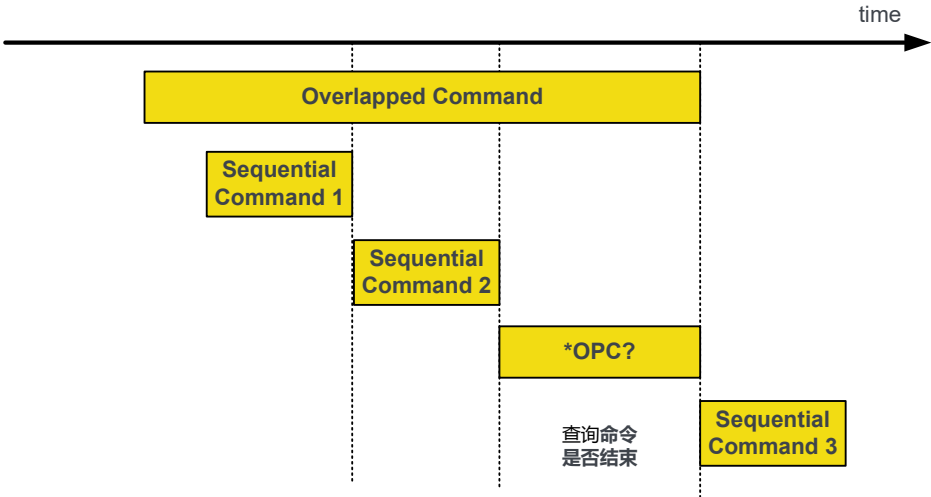 time
Overlapped Command
Sequential
Command 1
Sequential
Command 2
*OPC?
查询命令
是否结束
Sequential
Command 3